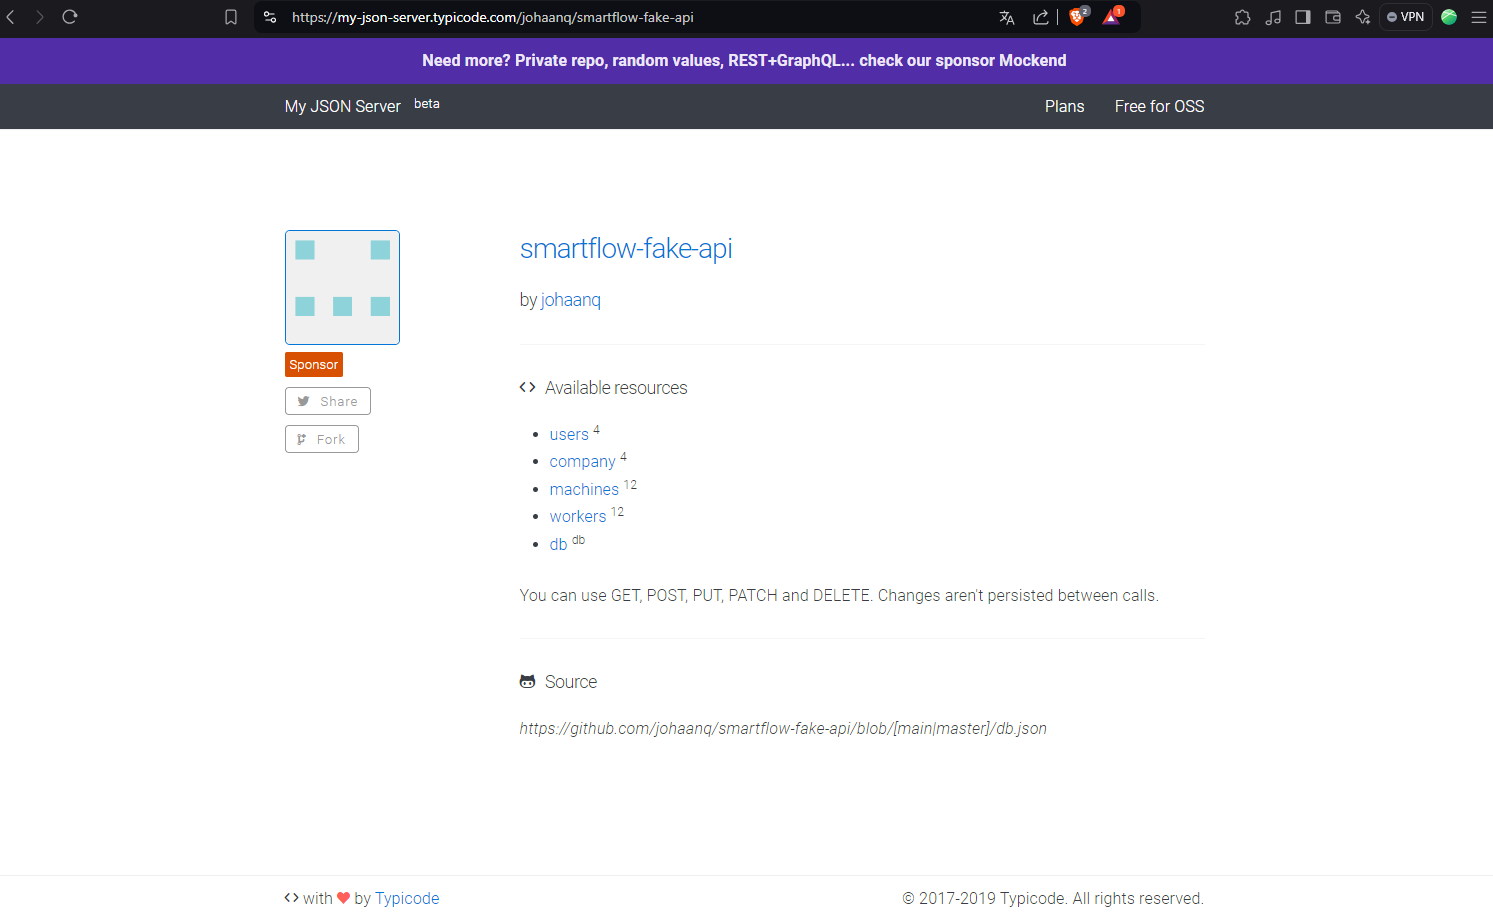 https://my-json-server.typicode.com/johaanq/smartflow-fake-api
2
1
VPN
Need more? Private repo, random values, REST+GraphQL... check our sponsor Mockend
My JSON Server beta
Plans
Free for OSS
smartflow-fake-api
by johaanq
Sponsor
Share
Fork
Available resources
users 4
company 4
machines 12
workers 12
db db
You can use GET, POST, PUT, PATCH and DELETE. Changes aren't persisted between calls.
Source
https://github.com/johaanq/smartflow-fake-api/blob/[main|master]/db.json
<> with ❤ by Typicode
© 2017-2019 Typicode. All rights reserved.